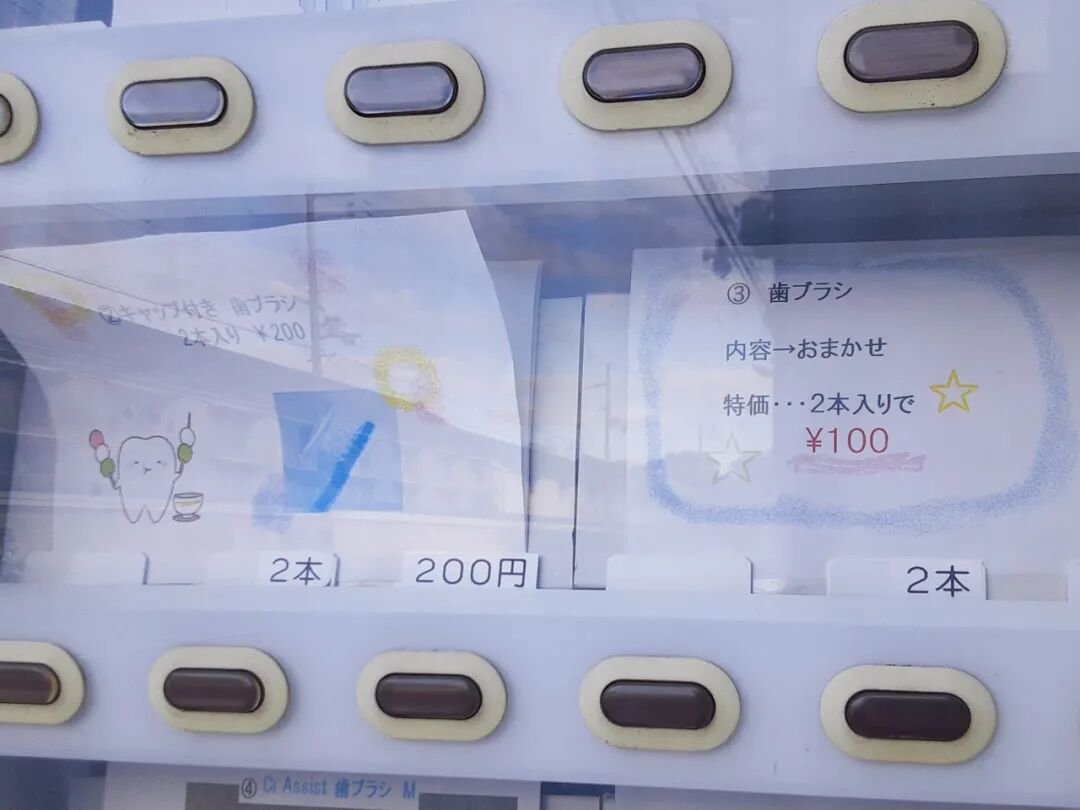 ②キャップ付き 歯ブラシ
2本入り ¥200
2本
200円
③ 歯ブラシ
内容→おまかせ
特価･･･2本入りで
¥100
2本
④ Ci Assist 歯ブラシ M